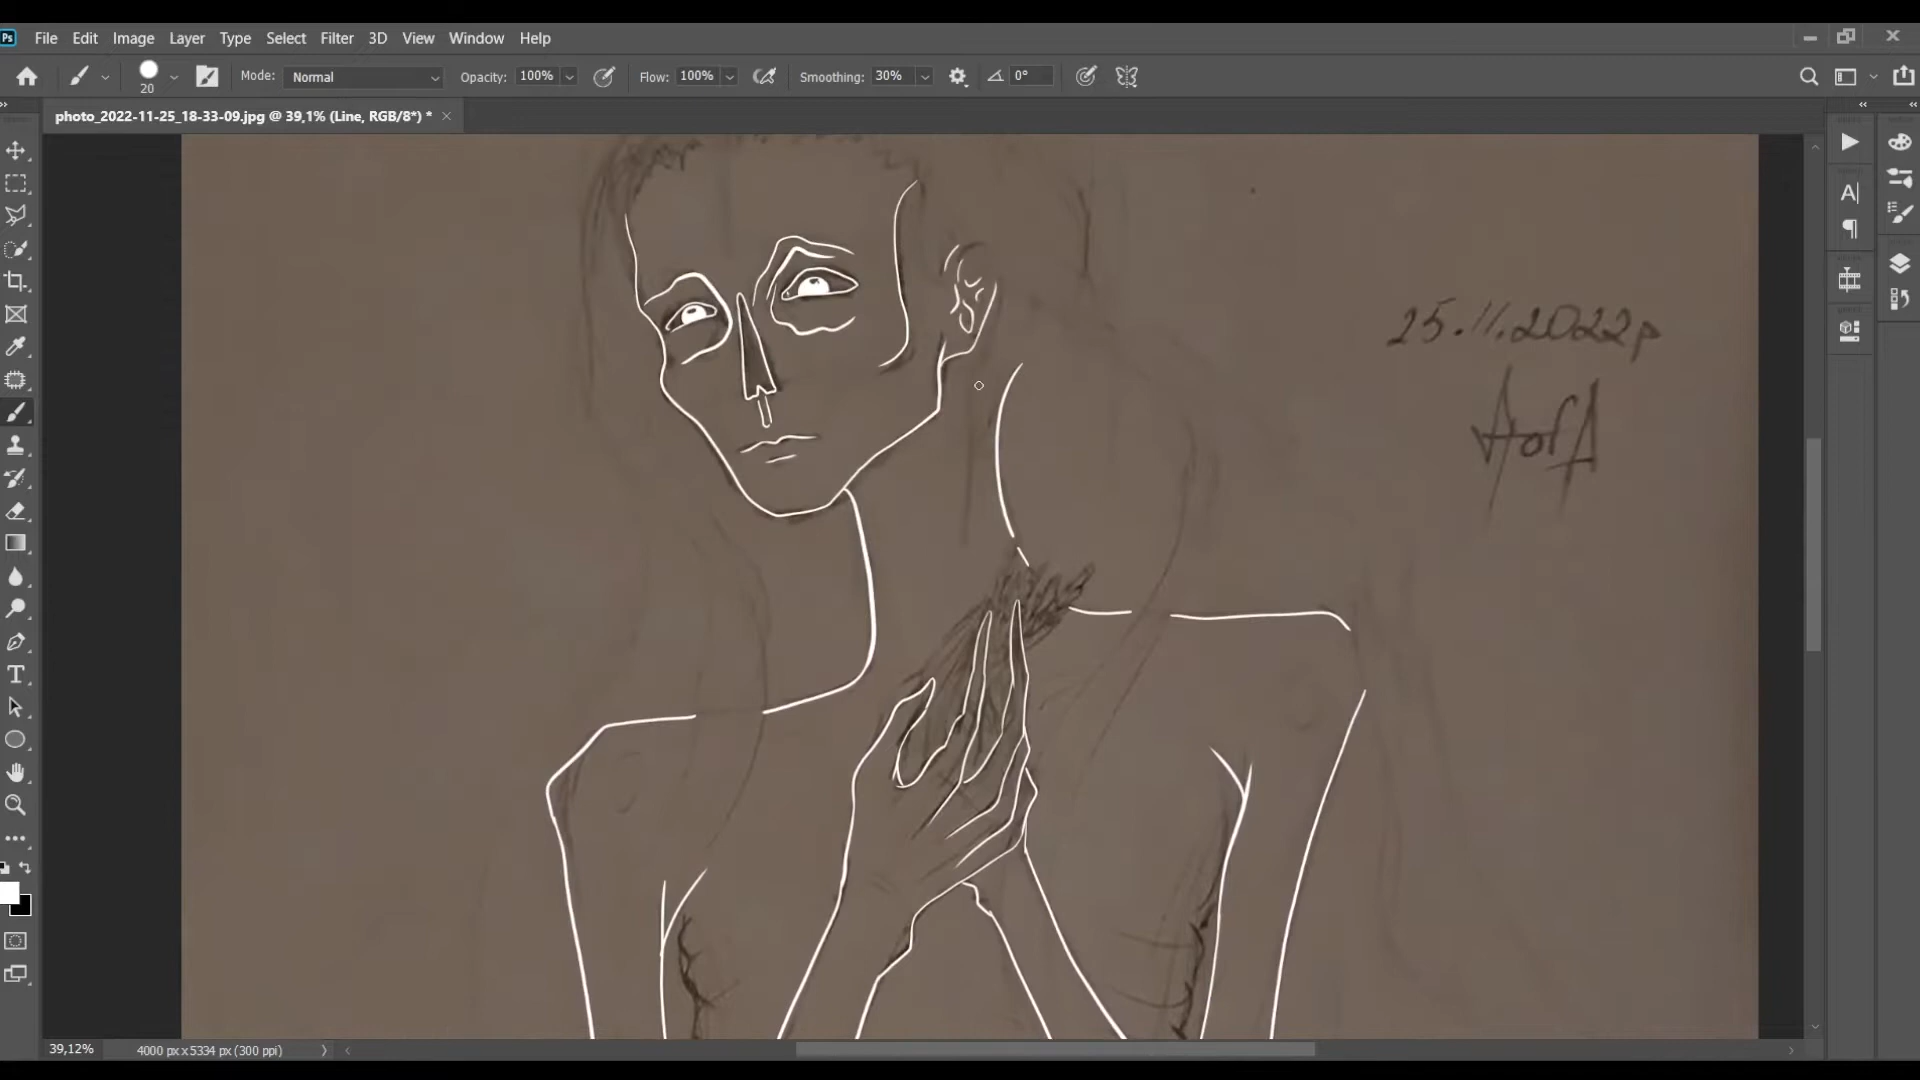 Ps File Edit Image Layer Type Select Filter 3D View Window Help
20 Mode: Normal Opacity: 100% Flow: 100% Smoothing: 30% 0°
photo_2022-11-25_18-33-09.jpg @ 39,1% (Line, RGB/8*) *
25.11.2022р
39,12% 4000 px x 5334 px (300 ppi)